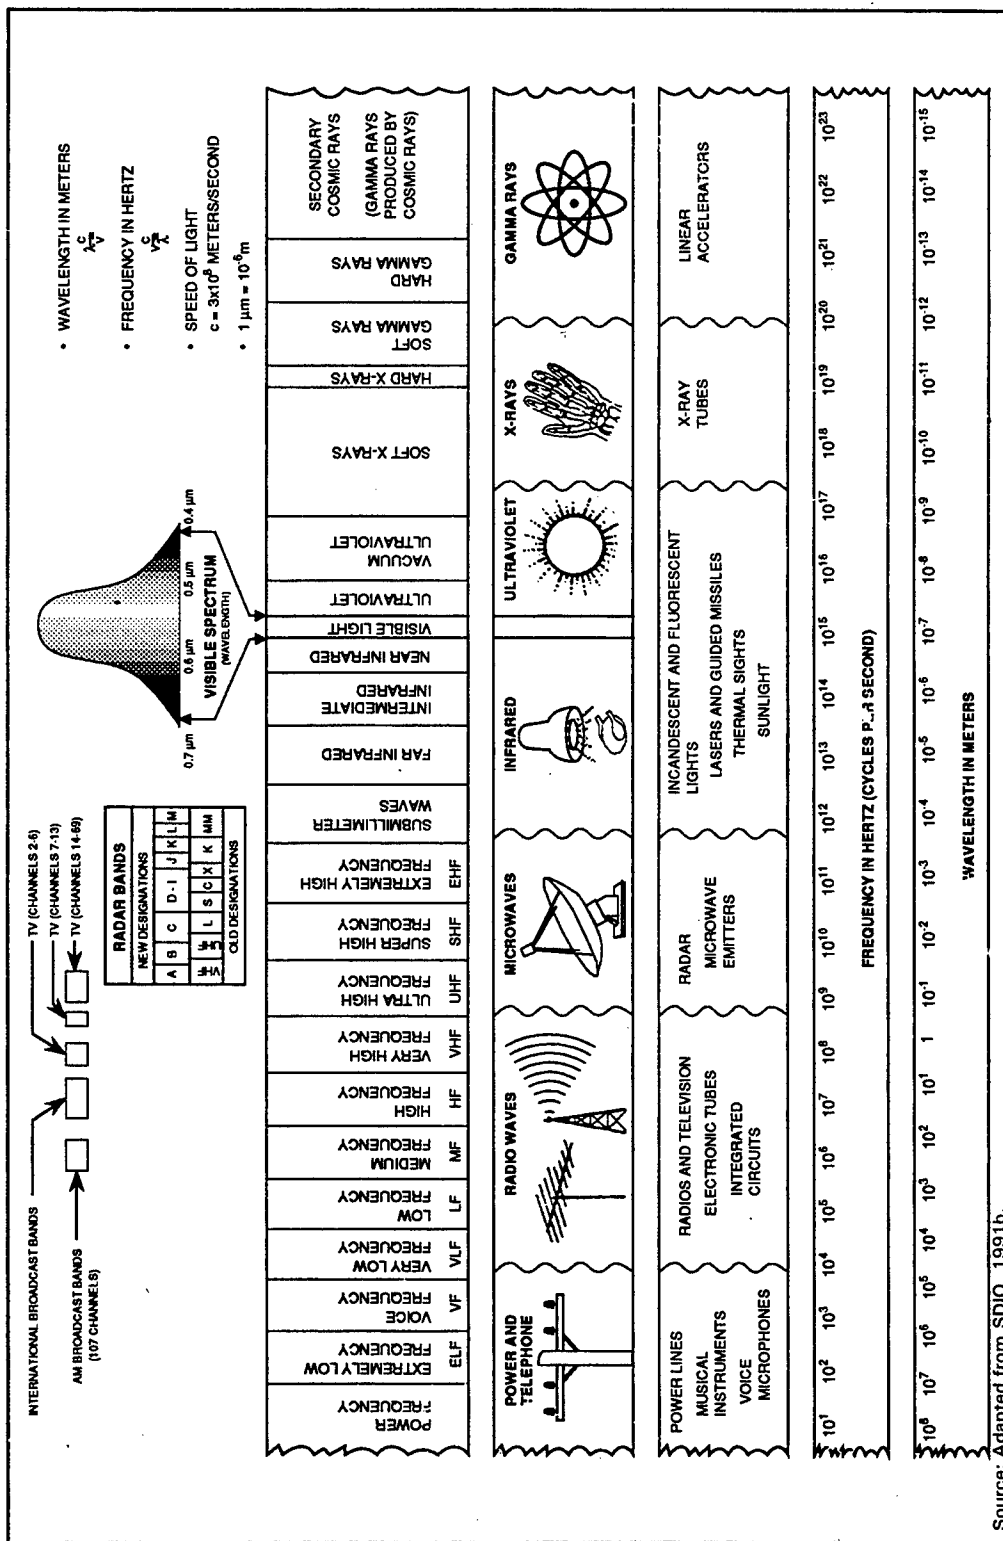 INTERNATIONAL BROADCAST BANDS
AM BROADCAST BANDS
(107 CHANNELS)
TV (CHANNELS 2-6)
TV (CHANNELS 7-13)
TV (CHANNELS 14-69)
RADAR BANDS
NEW DESIGNATIONS
A B C D - I J K L M
VHF UHF L S C X K MM
OLD DESIGNATIONS
0.7 µm 0.6 µm 0.5 µm 0.4 µm
VISIBLE SPECTRUM
(WAVELENGTH)
• WAVELENGTH IN METERS
λ = c/v
• FREQUENCY IN HERTZ
v = c/λ
• SPEED OF LIGHT
c = 3x10⁸ METERS/SECOND
• 1 µm = 10⁻⁶m
POWER
FREQUENCY
EXTREMELY LOW
FREQUENCY
ELF
VOICE
FREQUENCY
VF
VERY LOW
FREQUENCY
VLF
LOW
FREQUENCY
LF
MEDIUM
FREQUENCY
MF
HIGH
FREQUENCY
HF
VERY HIGH
FREQUENCY
VHF
ULTRA HIGH
FREQUENCY
UHF
SUPER HIGH
FREQUENCY
SHF
EXTREMELY HIGH
FREQUENCY
EHF
SUBMILLIMETER
WAVES
FAR INFRARED
INTERMEDIATE
INFRARED
NEAR INFRARED
VISIBLE LIGHT
ULTRAVIOLET
VACUUM
ULTRAVIOLET
SOFT X-RAYS
HARD X-RAYS
SOFT
GAMMA RAYS
HARD
GAMMA RAYS
SECONDARY
COSMIC RAYS
(GAMMA RAYS
PRODUCED BY
COSMIC RAYS)
POWER AND
TELEPHONE
RADIO WAVES
MICROWAVES
INFRARED
ULTRAVIOLET
X-RAYS
GAMMA RAYS
POWER LINES
MUSICAL
INSTRUMENTS
VOICE
MICROPHONES
RADIOS AND TELEVISION
ELECTRONIC TUBES
INTEGRATED
CIRCUITS
RADAR
MICROWAVE
EMITTERS
INCANDESCENT AND FLUORESCENT
LIGHTS
LASERS AND GUIDED MISSILES
THERMAL SIGHTS
SUNLIGHT
X-RAY
TUBES
LINEAR
ACCELERATORS
10¹ 10² 10³ 10⁴ 10⁵ 10⁶ 10⁷ 10⁸ 10⁹ 10¹⁰ 10¹¹ 10¹² 10¹³ 10¹⁴ 10¹⁵ 10¹⁶ 10¹⁷ 10¹⁸ 10¹⁹ 10²⁰ 10²¹ 10²² 10²³
FREQUENCY IN HERTZ (CYCLES PER SECOND)
10⁸ 10⁷ 10⁶ 10⁵ 10⁴ 10³ 10² 10¹ 1 10⁻¹ 10⁻² 10⁻³ 10⁻⁴ 10⁻⁵ 10⁻⁶ 10⁻⁷ 10⁻⁸ 10⁻⁹ 10⁻¹⁰ 10⁻¹¹ 10⁻¹² 10⁻¹³ 10⁻¹⁴ 10⁻¹⁵
WAVELENGTH IN METERS
Source: Adapted from SDIO, 1991b.